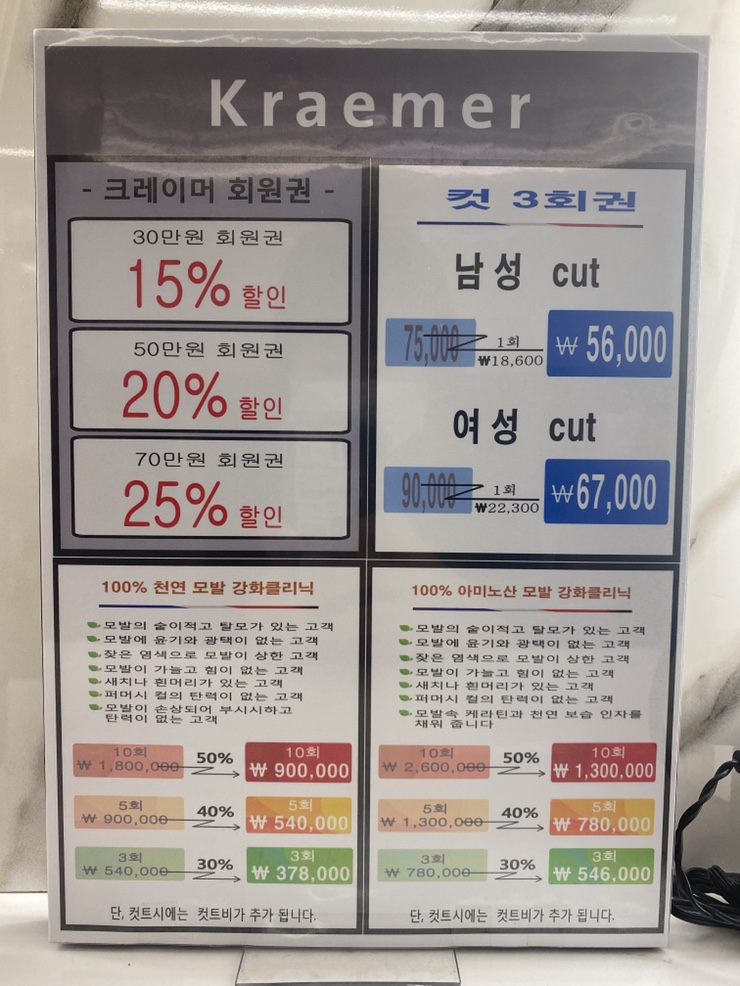 Kraemer
- 크레이머 회원권 -
30만원 회원권
15% 할인
50만원 회원권
20% 할인
70만원 회원권
25% 할인
컷 3회권
남성 cut
75,000 1회 ₩18,600 ₩ 56,000
여성 cut
90,000 1회 ₩22,300 ₩67,000
100% 천연 모발 강화클리닉
모발의 숱이적고 탈모가 있는 고객
모발에 윤기와 광택이 없는 고객
잦은 염색으로 모발이 상한 고객
모발이 가늘고 힘이 없는 고객
새치나 흰머리가 있는 고객
퍼머시 컬의 탄력이 없는 고객
모발이 손상되어 부시시하고
탄력이 없는 고객
10회 10회
₩ 1,800,000 50% ₩ 900,000
5회 5회
₩ 900,000 40% ₩ 540,000
3회 3회
₩ 540,000 30% ₩ 378,000
단, 컷트시에는 컷트비가 추가 됩니다.
100% 아미노산 모발 강화클리닉
모발의 숱이적고 탈모가 있는 고객
모발에 윤기와 광택이 없는 고객
잦은 염색으로 모발이 상한 고객
모발이 가늘고 힘이 없는 고객
새치나 흰머리가 있는 고객
퍼머시 컬의 탄력이 없는 고객
모발속 케라틴과 천연 보습 인자를
채워 줍니다
10회 10회
₩ 2,600,000 50% ₩ 1,300,000
5회 5회
₩ 1,300,000 40% ₩ 780,000
3회 3회
₩ 780,000 30% ₩ 546,000
단, 컷트시에는 컷트비가 추가 됩니다.